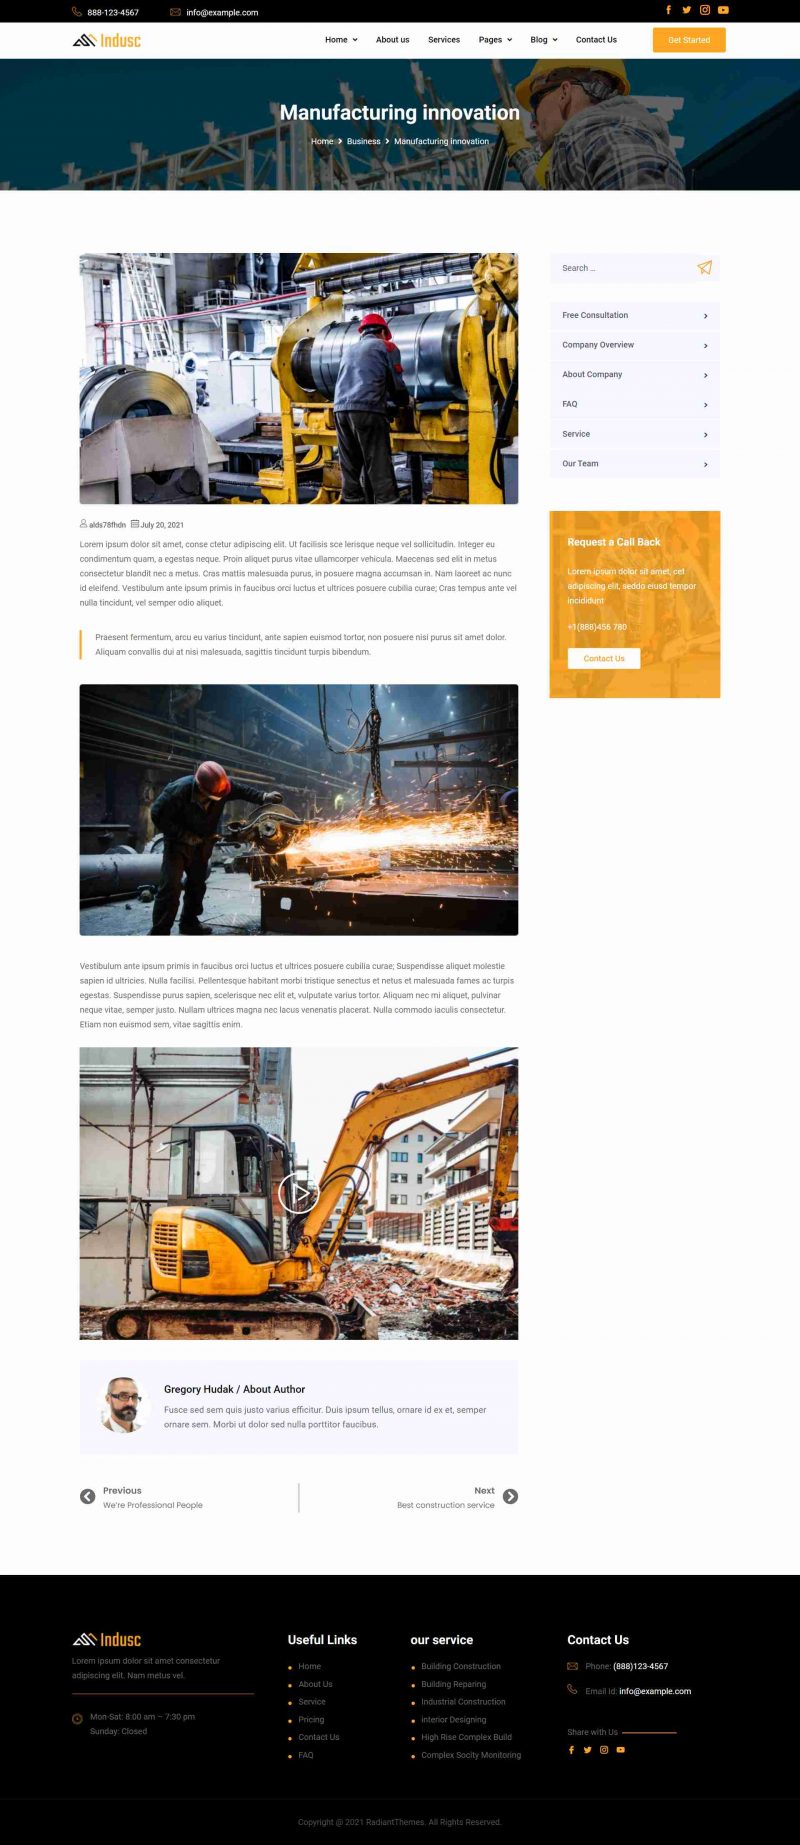 888-123-4567 info@example.com
Indusc Home About us Services Pages Blog Contact Us Get Started
Manufacturing innovation
Home Business Manufacturing innovation
alds78fhdn July 20, 2021
Lorem ipsum dolor sit amet, conse ctetur adipiscing elit. Ut facilisis sce lerisque neque vel sollicitudin. Integer eu
condimentum quam, a egestas neque. Proin aliquet purus vitae ullamcorper vehicula. Maecenas sed elit in metus
consectetur blandit nec a metus. Cras mattis malesuada purus, in posuere magna accumsan in. Nam laoreet ac nunc
id eleifend. Vestibulum ante ipsum primis in faucibus orci luctus et ultrices posuere cubilia curae; Cras tempus ante vel
nulla tincidunt, vel semper odio aliquet.
Praesent fermentum, arcu eu varius tincidunt, ante sapien euismod tortor, non posuere nisi purus sit amet dolor.
Aliquam convallis dui at nisi malesuada, sagittis tincidunt turpis bibendum.
Vestibulum ante ipsum primis in faucibus orci luctus et ultrices posuere cubilia curae; Suspendisse aliquet molestie
sapien id ultricies. Nulla facilisi. Pellentesque habitant morbi tristique senectus et netus et malesuada fames ac turpis
egestas. Suspendisse purus sapien, scelerisque nec elit et, vulputate varius tortor. Aliquam nec mi aliquet, pulvinar
neque vitae, semper justo. Nullam ultrices magna nec lacus venenatis placerat. Nulla commodo iaculis consectetur.
Etiam non euismod sem, vitae sagittis enim.
Gregory Hudak / About Author
Fusce sed sem quis justo varius efficitur. Duis ipsum tellus, ornare id ex et, semper
ornare sem. Morbi ut dolor sed nulla porttitor faucibus.
Previous
We're Professional People
Next
Best construction service
Search ...
Free Consultation
Company Overview
About Company
FAQ
Service
Our Team
Request a Call Back
Lorem ipsum dolor sit amet, cet
adipiscing elit, seddo eiusd tempor
incididunt
+1(888)456 780
Contact Us
Indusc
Lorem ipsum dolor sit amet consectetur
adipiscing elit. Nam metus vel.
Mon-Sat: 8:00 am – 7:30 pm
Sunday: Closed
Useful Links
Home
About Us
Service
Pricing
Contact Us
FAQ
our service
Building Construction
Building Reparing
Industrial Construction
interior Designing
High Rise Complex Build
Complex Socity Monitoring
Contact Us
Phone: (888)123-4567
Email Id: info@example.com
Share with Us
Copyright @ 2021 RadiantThemes. All Rights Reserved.